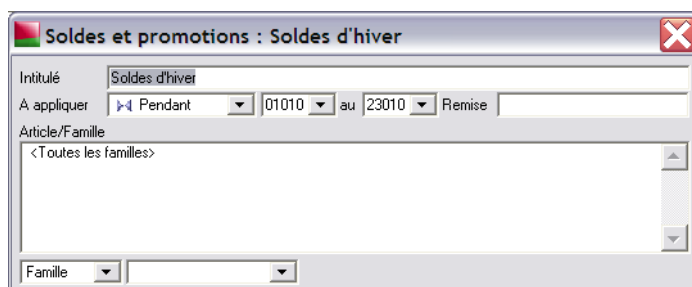 Soldes et promotions : Soldes d'hiver
Intitulé Soldes d'hiver
A appliquer Pendant 01010 au 23010 Remise
Article/Famille
<Toutes les familles>
Famille